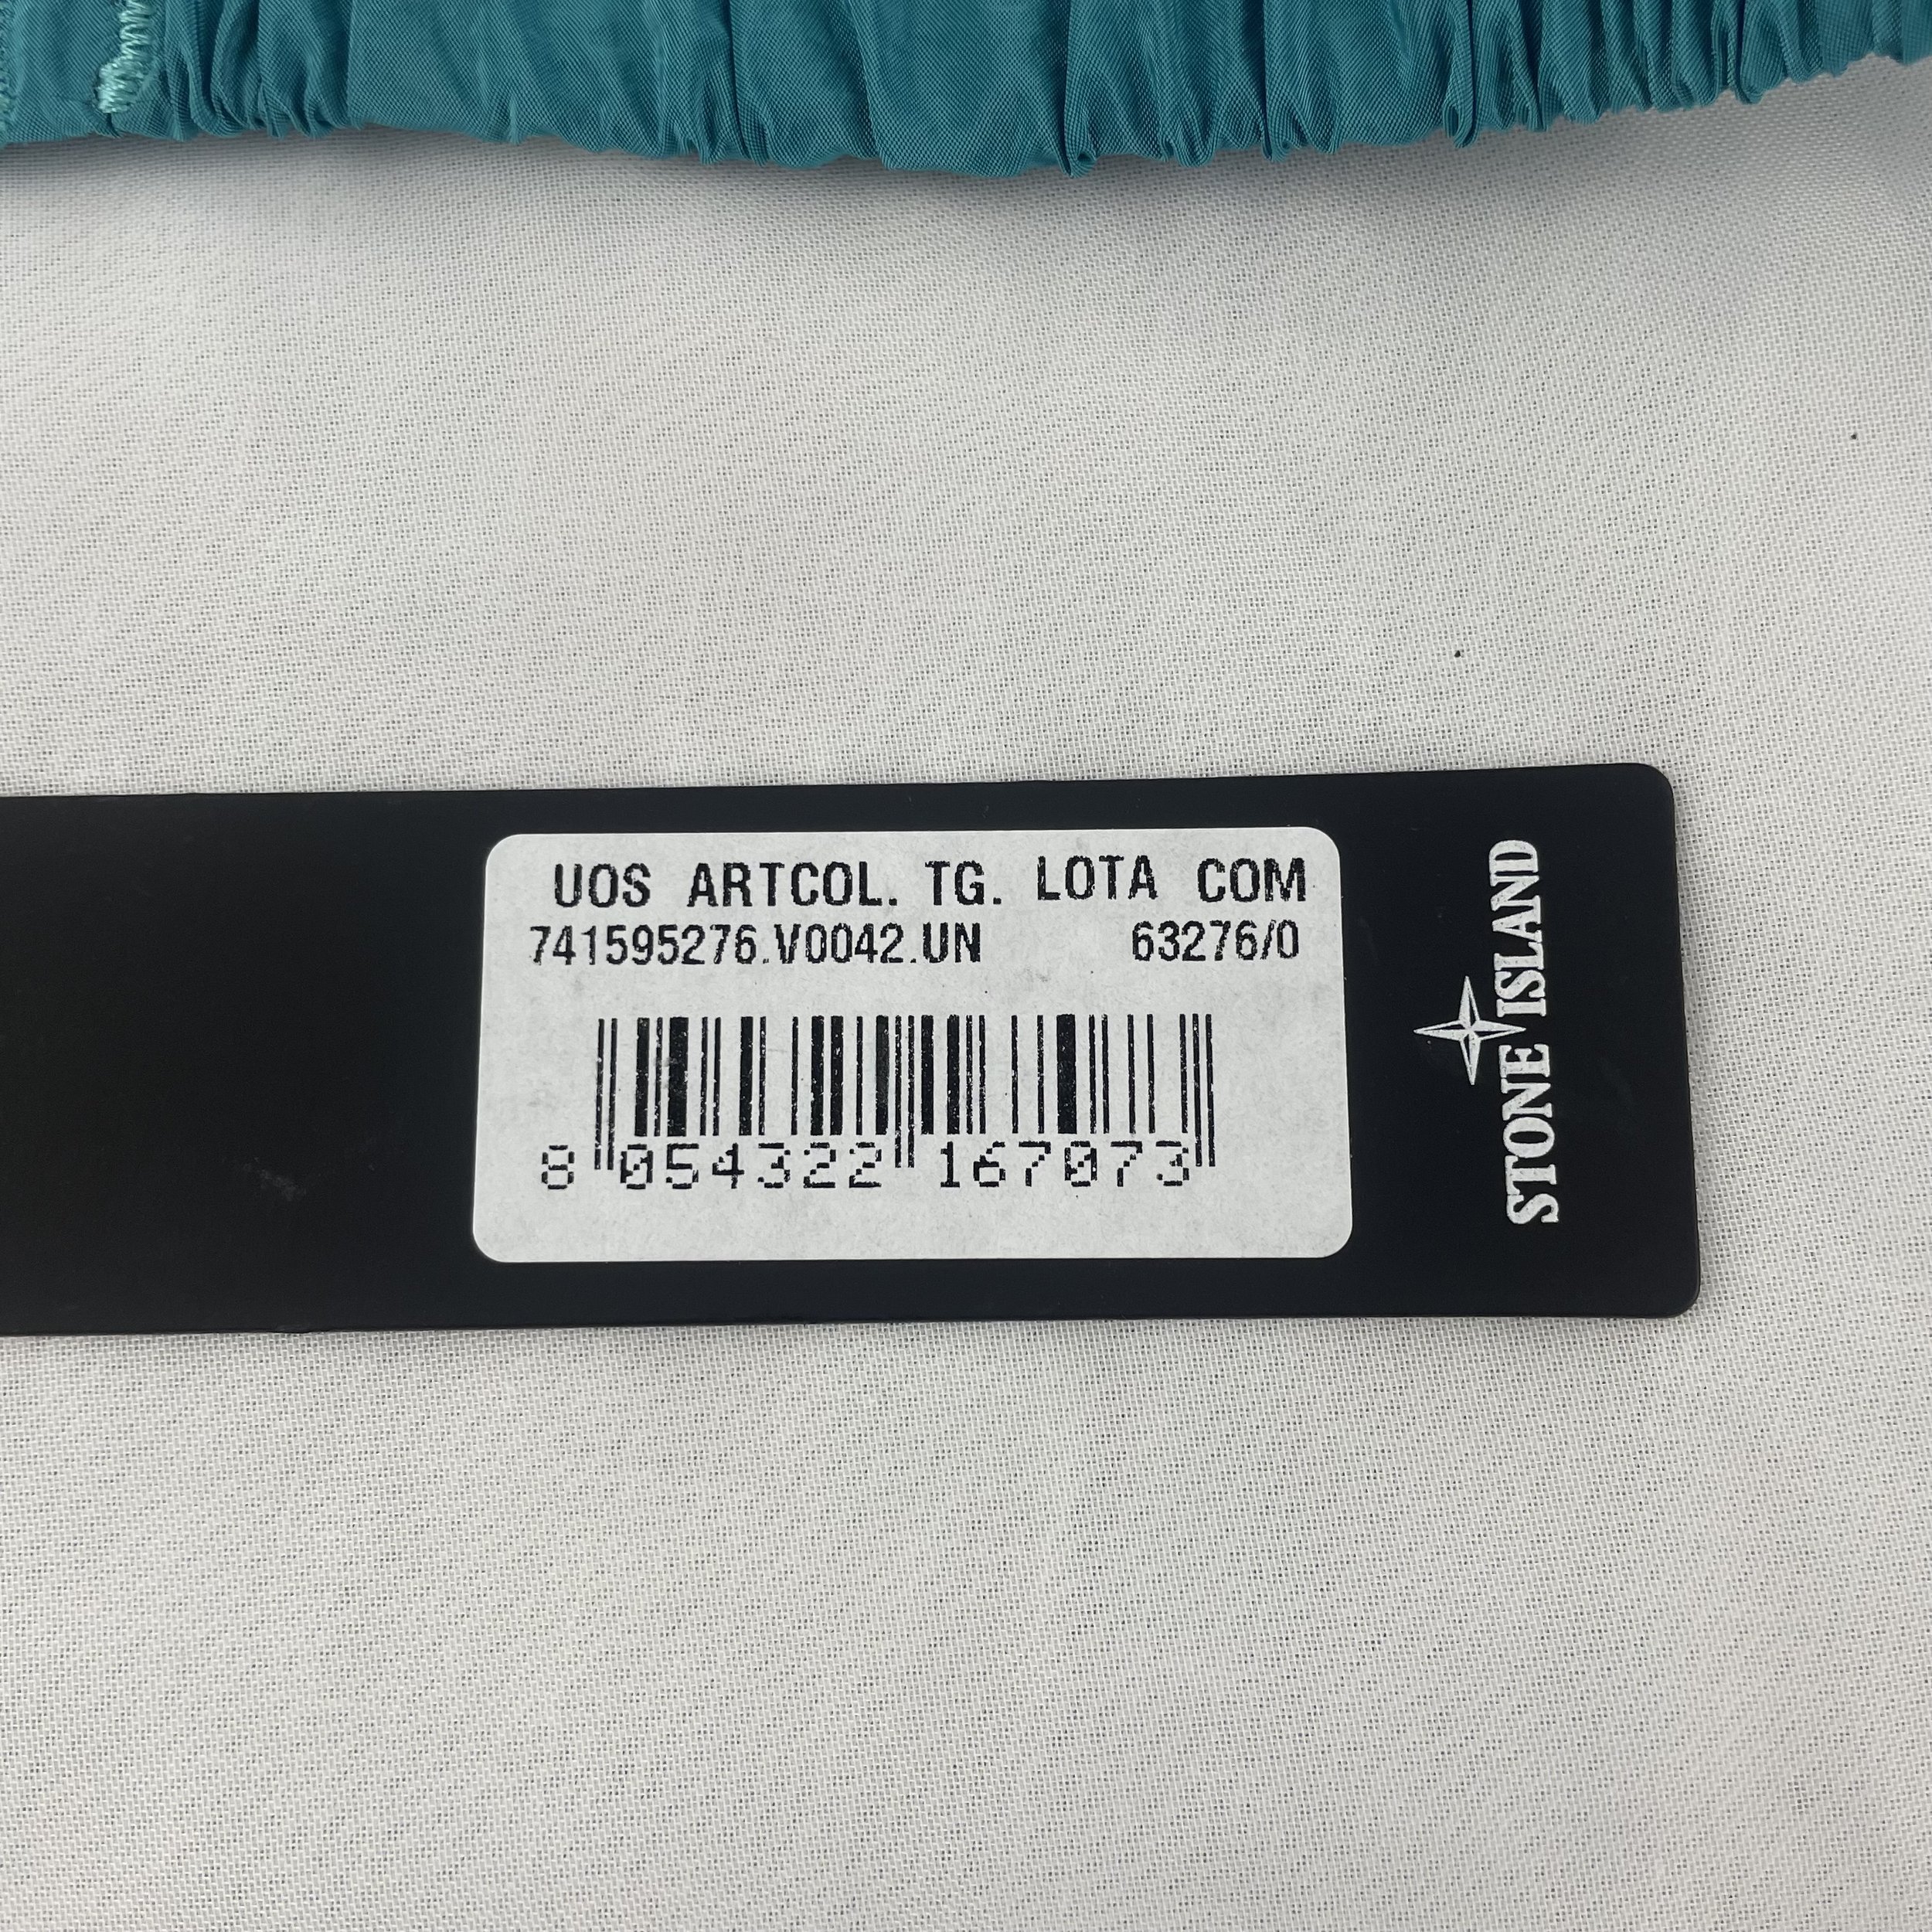 UOS ARTCOL. TG. LOTA COM
741595276.V0042.UN 63276/0
8 054322 167073
STONE ISLAND